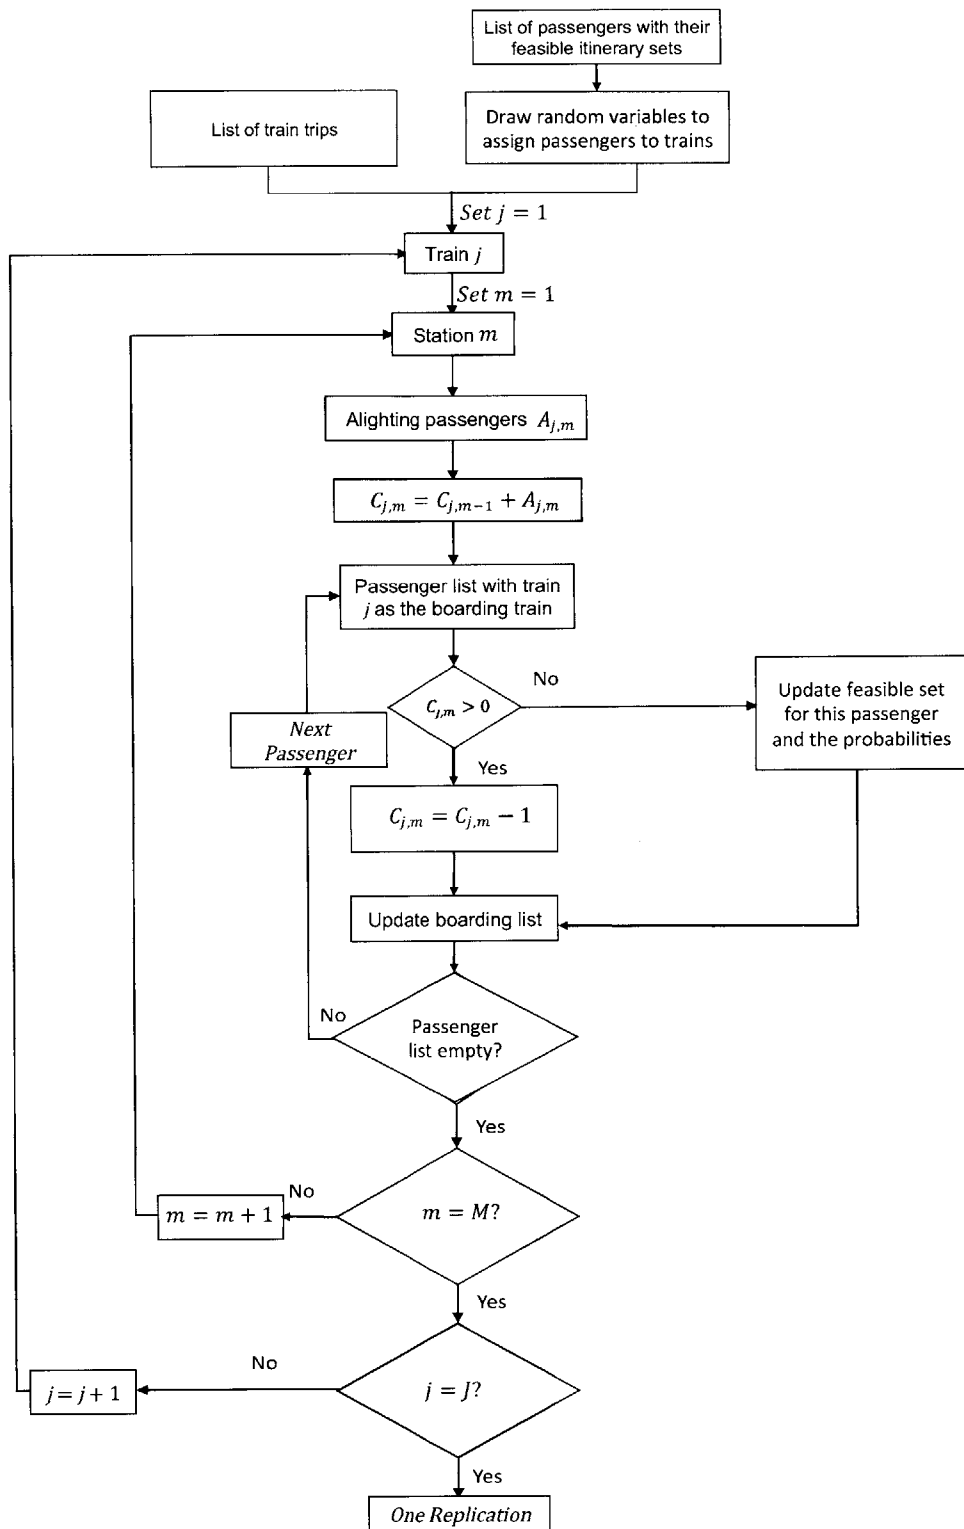 List of passengers with their
feasible itinerary sets
List of train trips
Draw random variables to
assign passengers to trains
Set j = 1
Train j
Set m = 1
Station m
Alighting passengers A_{j,m}
C_{j,m} = C_{j,m−1} + A_{j,m}
Passenger list with train
j as the boarding train
C_{j,m} > 0
No
Update feasible set
for this passenger
and the probabilities
Next
Passenger
Yes
C_{j,m} = C_{j,m} − 1
Update boarding list
No
Passenger
list empty?
Yes
No
m = m + 1
m = M?
Yes
No
j = j + 1
j = J?
Yes
One Replication